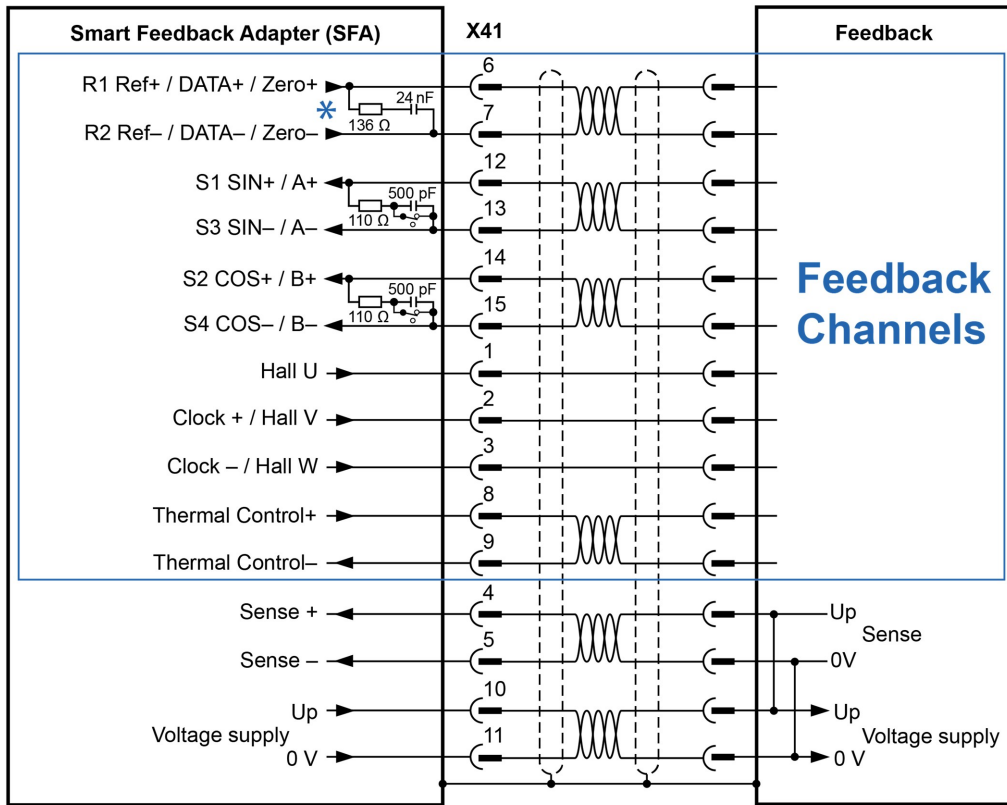 Smart Feedback Adapter (SFA)
X41
Feedback
R1 Ref+ / DATA+ / Zero+
6
*
136 Ω
24 nF
R2 Ref– / DATA– / Zero–
7
S1 SIN+ / A+
12
500 pF
110 Ω
S3 SIN– / A–
13
S2 COS+ / B+
14
500 pF
110 Ω
S4 COS– / B–
15
Feedback
Channels
Hall U
1
Clock + / Hall V
2
Clock – / Hall W
3
Thermal Control+
8
Thermal Control–
9
Sense +
4
Up
Sense
Sense –
5
0V
Up
10
Up
Voltage supply
Voltage supply
0 V
11
0 V